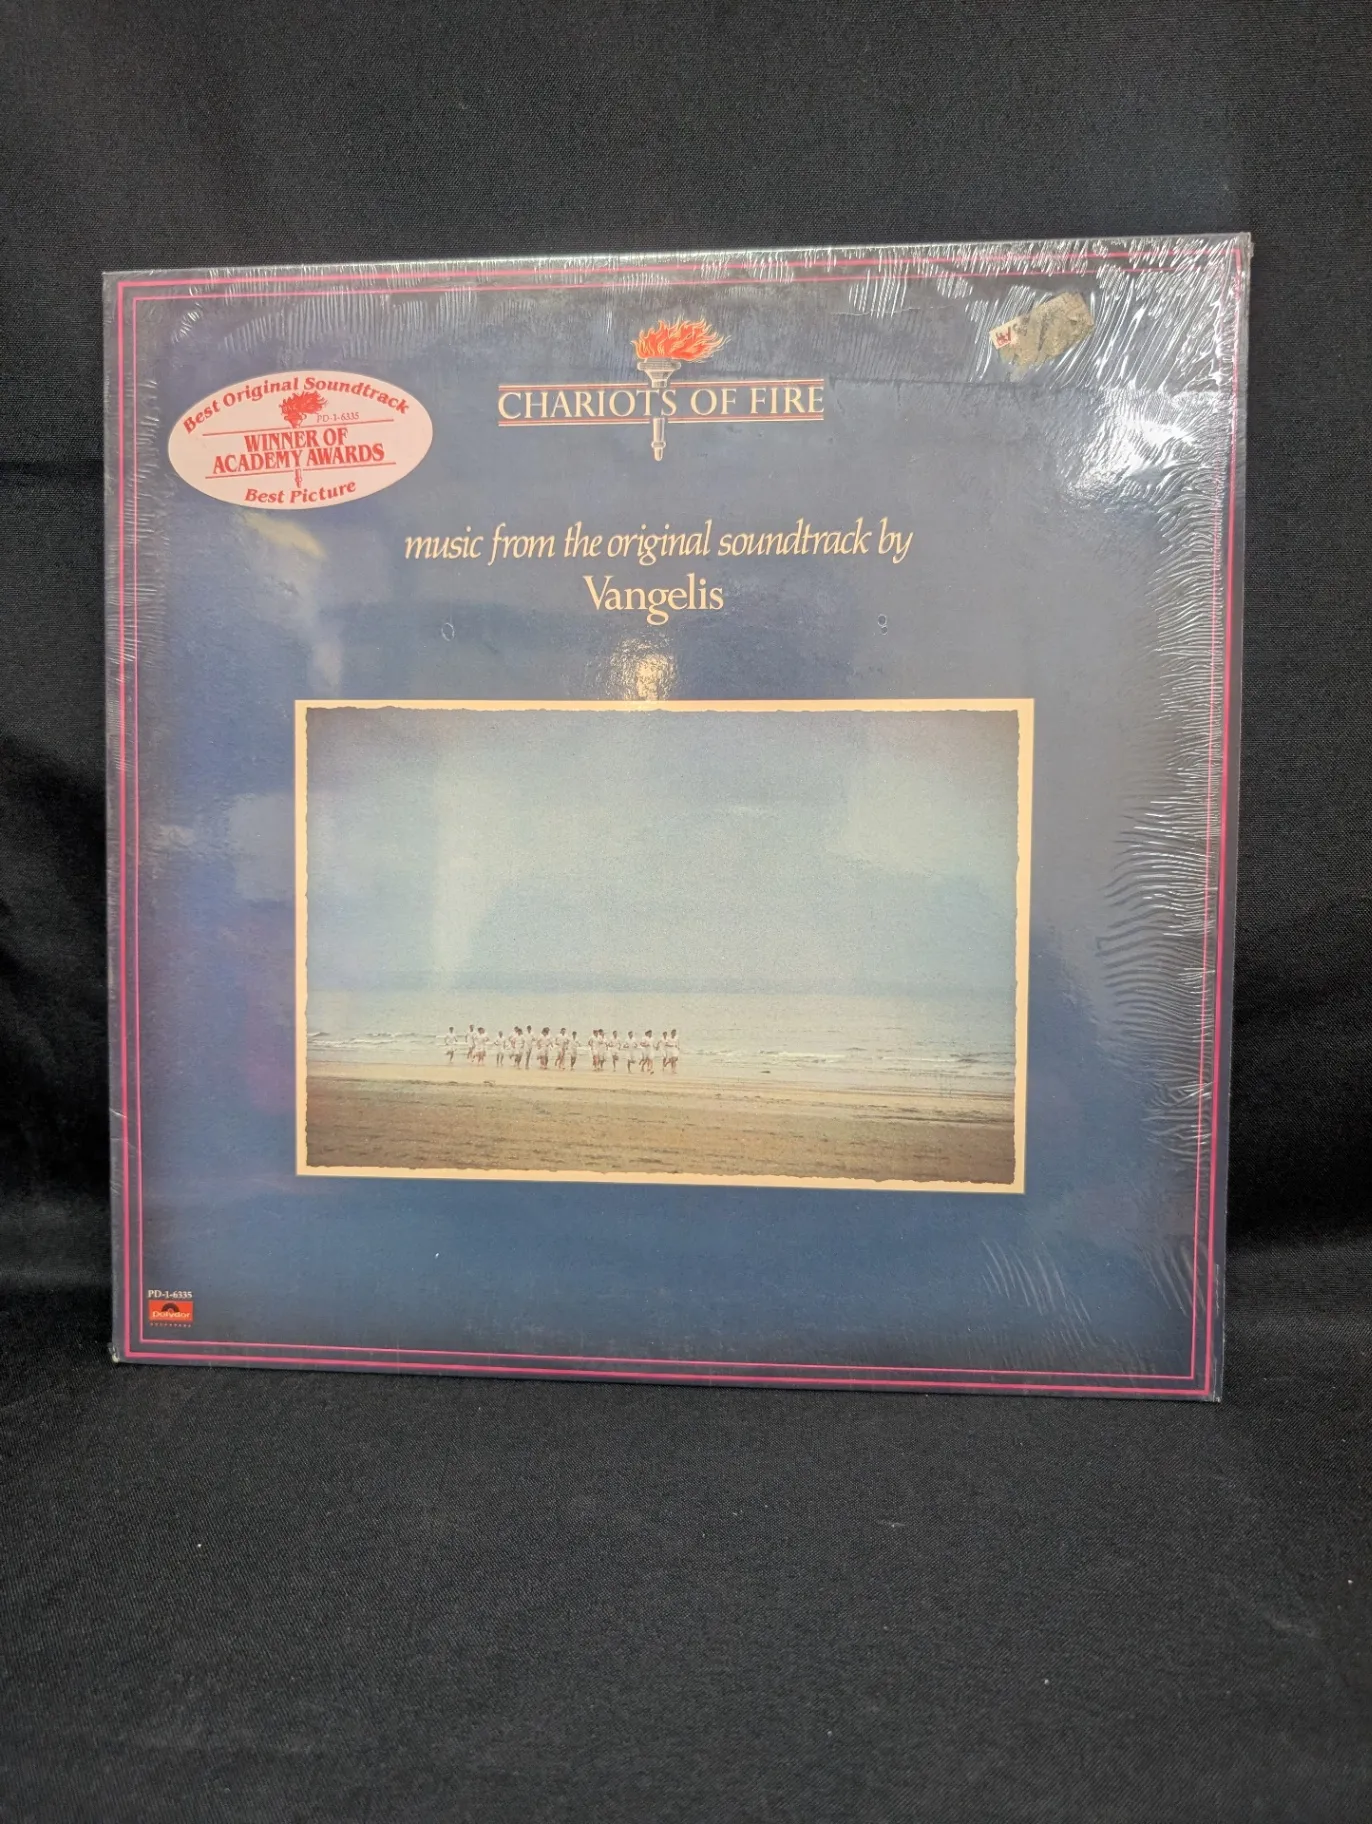 Best Original Soundtrack
PD-1-6335
WINNER OF
ACADEMY AWARDS
Best Picture
CHARIOTS OF FIRE
music from the original soundtrack by
Vangelis
PD-1-6335
polydor